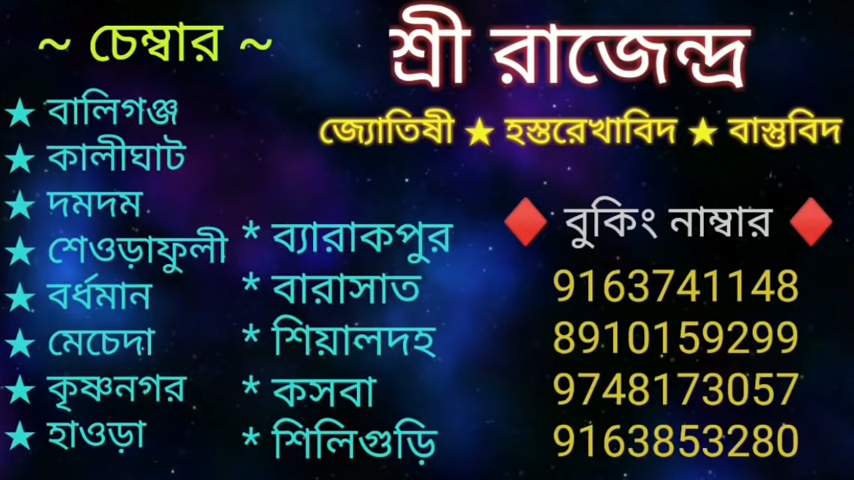 ~ চেম্বার ~
★ বালিগঞ্জ
★ কালীঘাট
★ দমদম
★ শেওড়াফুলী
★ বর্ধমান
★ মেচেদা
★ কৃষ্ণনগর
★ হাওড়া
* ব্যারাকপুর
* বারাসাত
* শিয়ালদহ
* কসবা
* শিলিগুড়ি
শ্রী রাজেন্দ্র
জ্যোতিষী ★ হস্তরেখাবিদ ★ বাস্তুবিদ
♦ বুকিং নাম্বার ♦
9163741148
8910159299
9748173057
9163853280